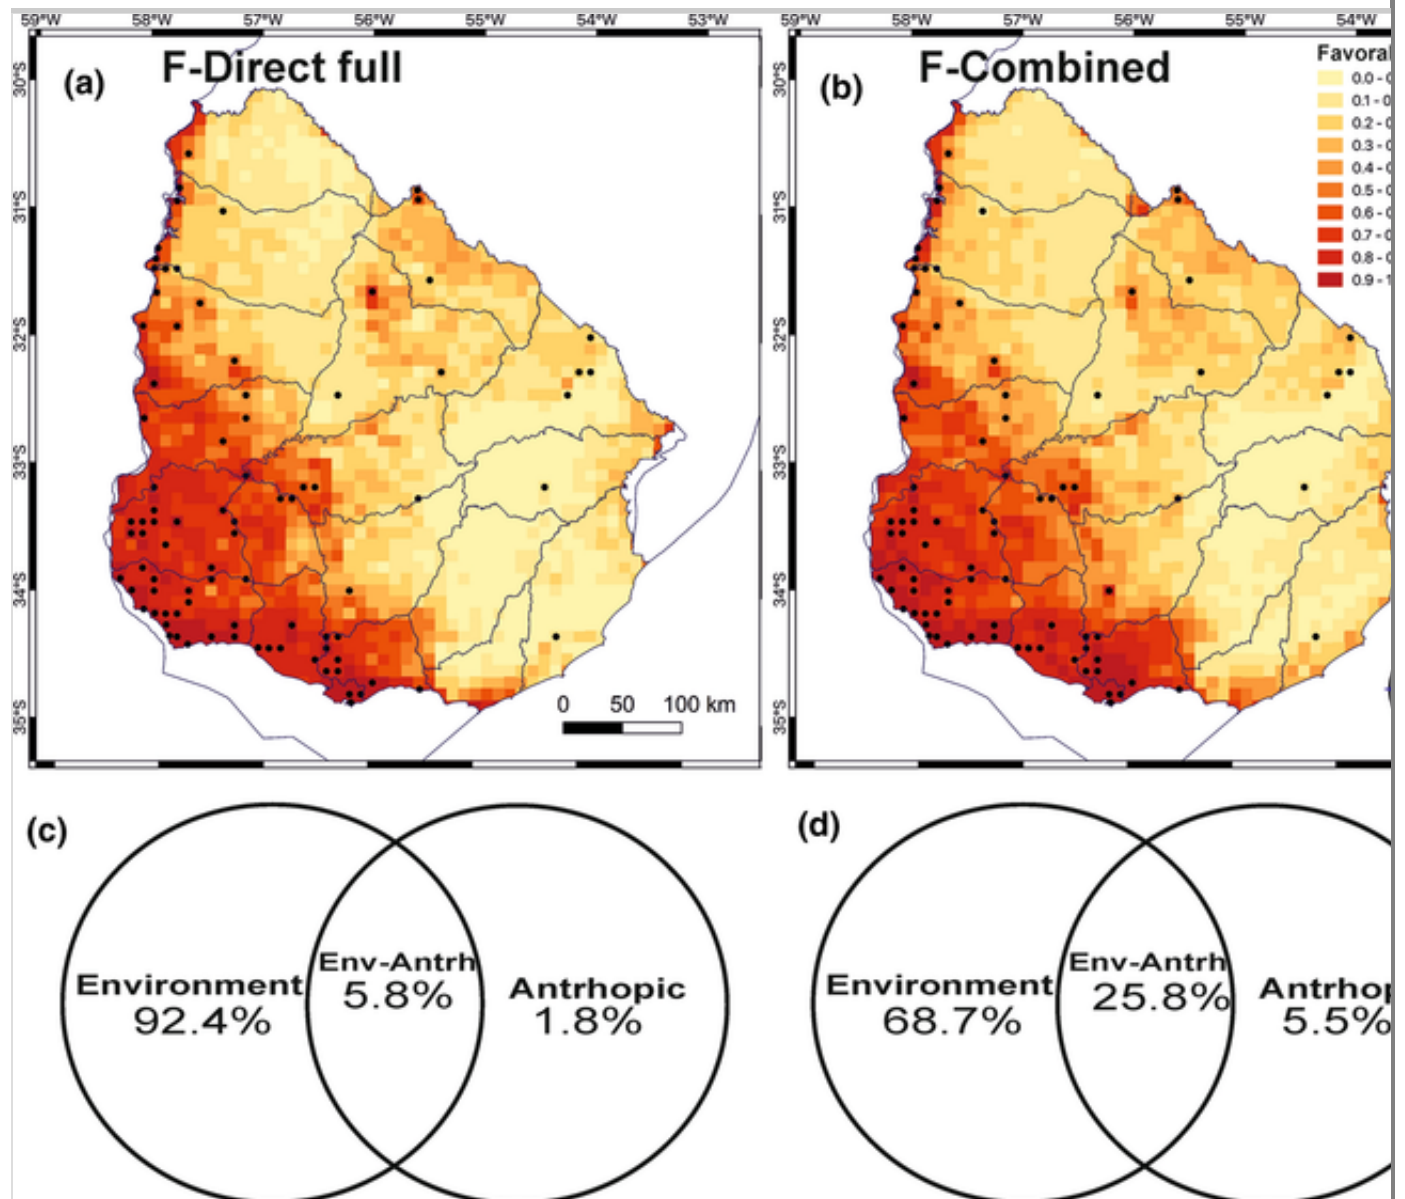 59°W 58°W 57°W 56°W 55°W 54°W 53°W
59°W 58°W 57°W 56°W 55°W 54°W
(a) F-Direct full
30°S
31°S
32°S
33°S
34°S
35°S
0 50 100 km
(b) F-Combined
30°S
31°S
32°S
33°S
34°S
35°S
Favora
0.0 -
0.1 -
0.2 -
0.3 -
0.4 -
0.5 -
0.6 -
0.7 -
0.8 -
0.9 -
(c)
Env-Antrh
Environment 5.8% Antrhopic
92.4% 1.8%
(d)
Env-Antrh
Environment 25.8% Antrhop
68.7% 5.5%